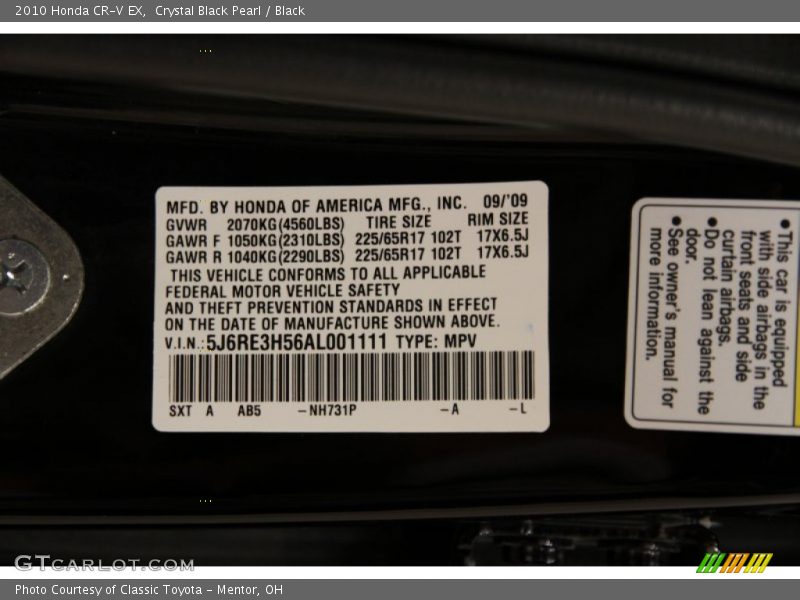 2010 Honda CR-V EX, Crystal Black Pearl / Black
MFD. BY HONDA OF AMERICA MFG., INC. 09/'09
GVWR 2070KG(4560LBS) TIRE SIZE RIM SIZE
GAWR F 1050KG(2310LBS) 225/65R17 102T 17X6.5J
GAWR R 1040KG(2290LBS) 225/65R17 102T 17X6.5J
THIS VEHICLE CONFORMS TO ALL APPLICABLE
FEDERAL MOTOR VEHICLE SAFETY
AND THEFT PREVENTION STANDARDS IN EFFECT
ON THE DATE OF MANUFACTURE SHOWN ABOVE.
V.I.N.:5J6RE3H56AL001111 TYPE: MPV
SXT A AB5 -NH731P -A -L
•This car is equipped
with side airbags in the
front seats and side
curtain airbags.
•Do not lean against the
door.
•See owner's manual for
more information.
GTCARLOT.COM
Photo Courtesy of Classic Toyota - Mentor, OH